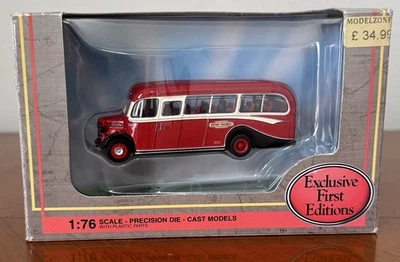 MODELZONE
£ 34.99
Exclusive
First
Editions
1:76 SCALE - PRECISION DIE - CAST MODELS
WITH PLASTIC PARTS